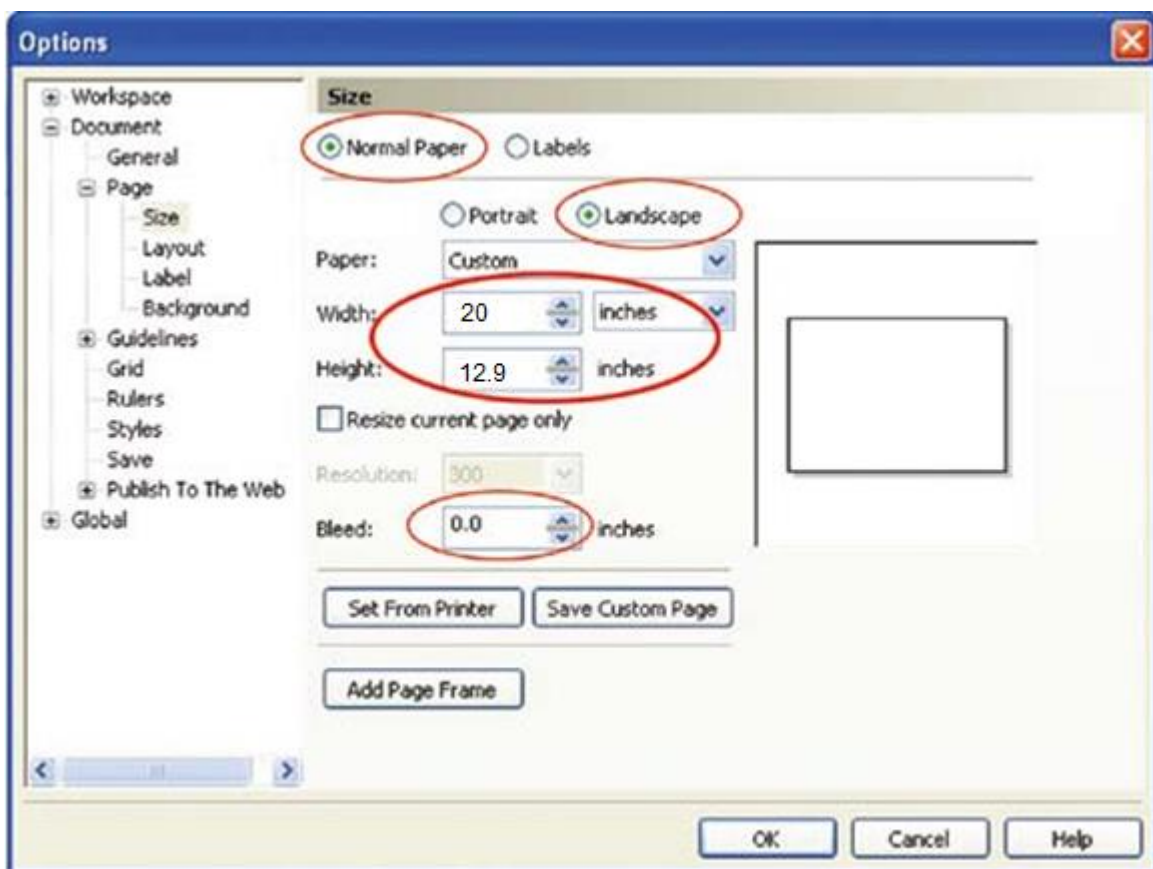 Options
Workspace
Document
General
Page
Size
Layout
Label
Background
Guidelines
Grid
Rulers
Styles
Save
Publish To The Web
Global
Size
Normal Paper Labels
Portrait Landscape
Paper: Custom
Width: 20 inches
Height: 12.9 inches
Resize current page only
Resolution: 300
Bleed: 0.0 inches
Set From Printer Save Custom Page
Add Page Frame
OK Cancel Help